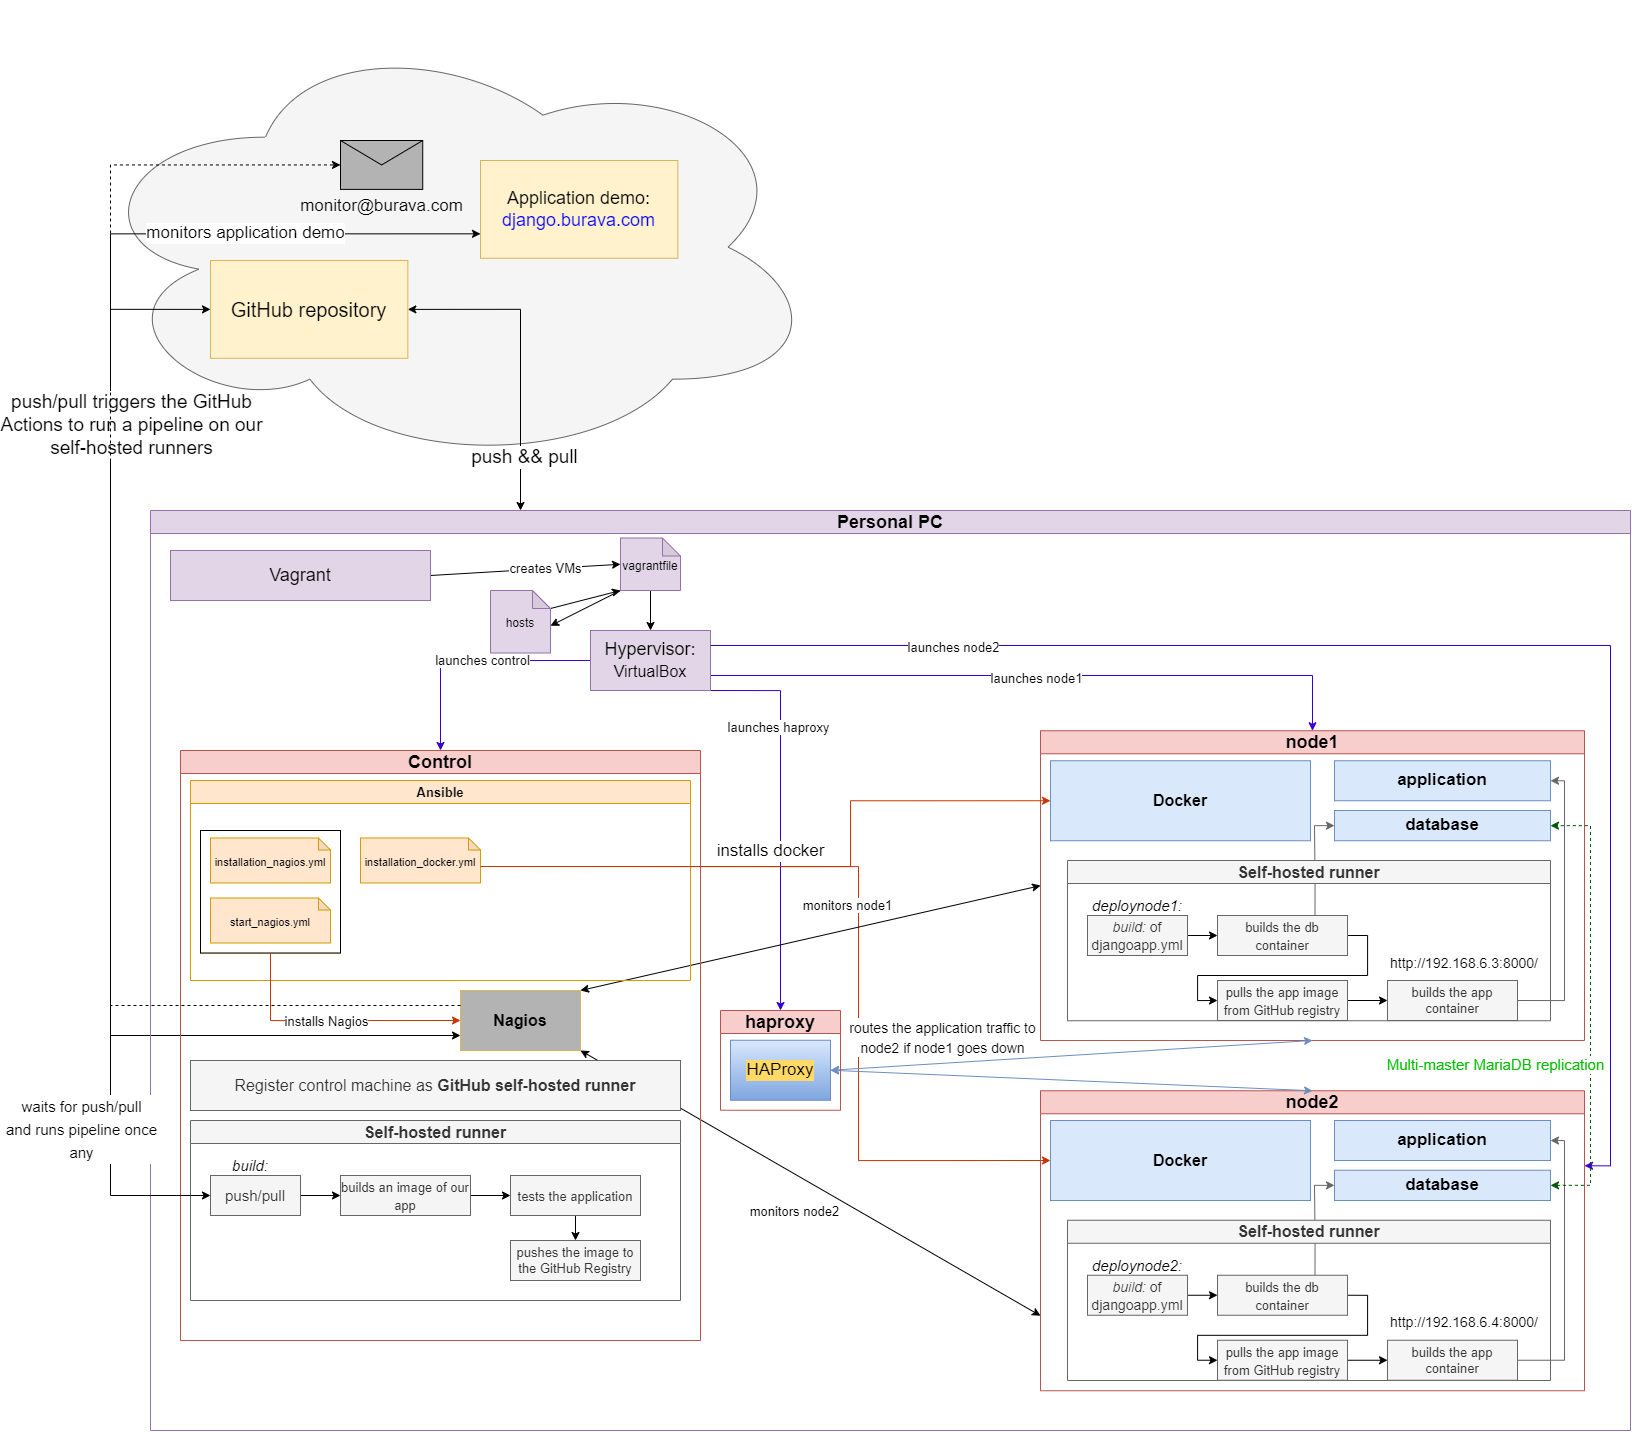 monitor@burava.com
Application demo:
django.burava.com
monitors application demo
GitHub repository
push/pull triggers the GitHub
Actions to run a pipeline on our
self-hosted runners
push && pull
Personal PC
Vagrant
creates VMs
vagrantfile
hosts
Hypervisor:
VirtualBox
launches control
launches node2
launches node1
launches haproxy
Control
Ansible
installation_nagios.yml
installation_docker.yml
start_nagios.yml
installs docker
monitors node1
installs Nagios
Nagios
Register control machine as GitHub self-hosted runner
Self-hosted runner
build:
push/pull
builds an image of our
app
tests the application
pushes the image to
the GitHub Registry
waits for push/pull
and runs pipeline once
any
haproxy
HAProxy
routes the application traffic to
node2 if node1 goes down
monitors node2
node1
Docker
application
database
Self-hosted runner
deploynode1:
build: of
djangoapp.yml
builds the db
container
http://192.168.6.3:8000/
pulls the app image
from GitHub registry
builds the app
container
Multi-master MariaDB replication
node2
Docker
application
database
Self-hosted runner
deploynode2:
build: of
djangoapp.yml
builds the db
container
http://192.168.6.4:8000/
pulls the app image
from GitHub registry
builds the app
container